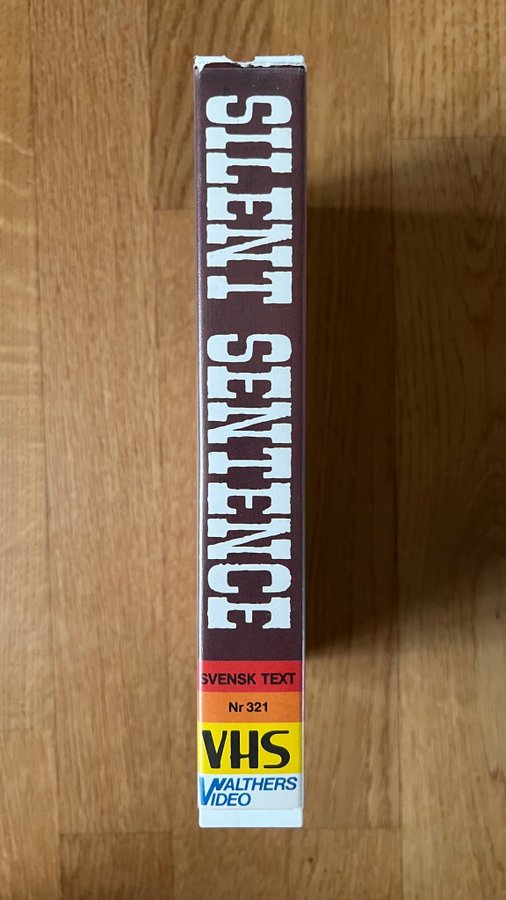 SILENT SENTENCE
SVENSK TEXT
Nr 321
VHS
WALTHERS
VIDEO